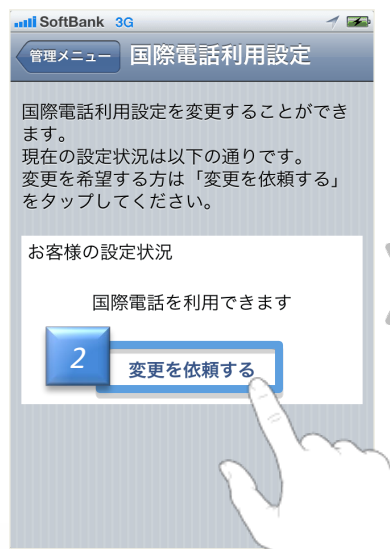 SoftBank 3G
管理メニュー 国際電話利用設定
国際電話利用設定を変更することができ
ます。
現在の設定状況は以下の通りです。
変更を希望する方は「変更を依頼する」
をタップしてください。
お客様の設定状況
国際電話を利用できます
2
変更を依頼する